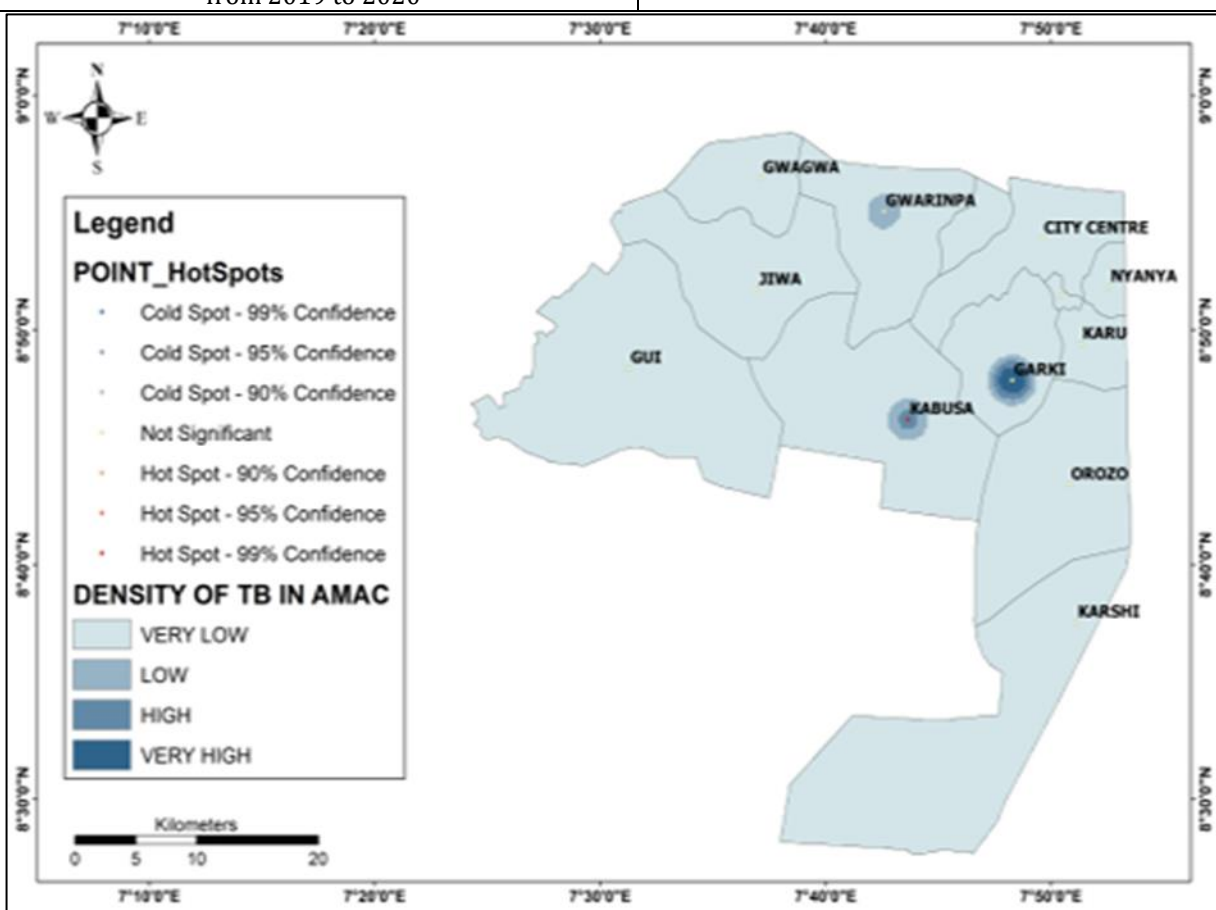 from 2019 to 2020
7°10'0"E 7°20'0"E 7°30'0"E 7°40'0"E 7°50'0"E
N
W E
S
9°0'0"N 9°0'0"N
8°50'0"N 8°50'0"N
8°40'0"N 8°40'0"N
8°30'0"N 8°30'0"N
Legend
POINT_HotSpots
Cold Spot - 99% Confidence
Cold Spot - 95% Confidence
Cold Spot - 90% Confidence
Not Significant
Hot Spot - 90% Confidence
Hot Spot - 95% Confidence
Hot Spot - 99% Confidence
DENSITY OF TB IN AMAC
VERY LOW
LOW
HIGH
VERY HIGH
Kilometers
0 5 10 20
GWAGWA
GWARINPA
CITY CENTRE
NYANYA
JIWA
KARU
GUI
GARKI
KABUSA
OROZO
KARSHI
7°10'0"E 7°20'0"E 7°30'0"E 7°40'0"E 7°50'0"E